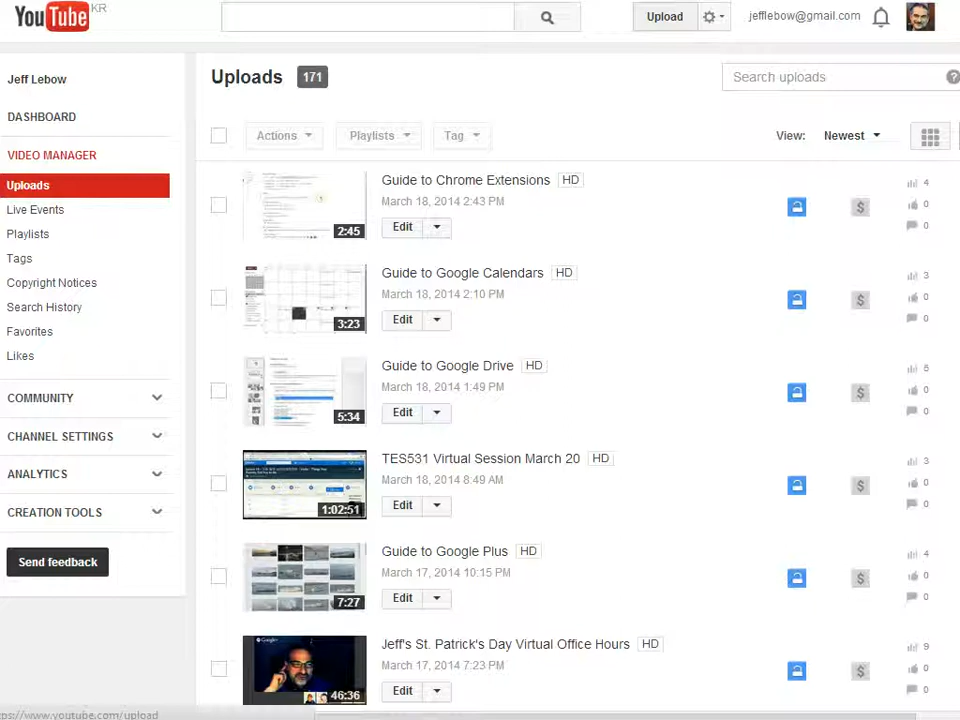 YouTube KR
Upload
jefflebow@gmail.com
Jeff Lebow
DASHBOARD
VIDEO MANAGER
Uploads
Live Events
Playlists
Tags
Copyright Notices
Search History
Favorites
Likes
COMMUNITY
CHANNEL SETTINGS
ANALYTICS
CREATION TOOLS
Send feedback
Uploads 171
Search uploads
?
Actions
Playlists
Tag
View: Newest
Guide to Chrome Extensions HD
March 18, 2014 2:43 PM
Edit
2:45
$
4
0
0
Guide to Google Calendars HD
March 18, 2014 2:10 PM
Edit
3:23
$
3
0
0
Guide to Google Drive HD
March 18, 2014 1:49 PM
Edit
5:34
$
0
0
TES531 Virtual Session March 20 HD
March 18, 2014 8:49 AM
Edit
1:02:51
$
3
0
0
Guide to Google Plus HD
March 17, 2014 10:15 PM
Edit
7:27
$
4
0
0
Jeff's St. Patrick's Day Virtual Office Hours HD
March 17, 2014 7:23 PM
Edit
46:36
$
9
0
0
ps://www.youtube.com/upload